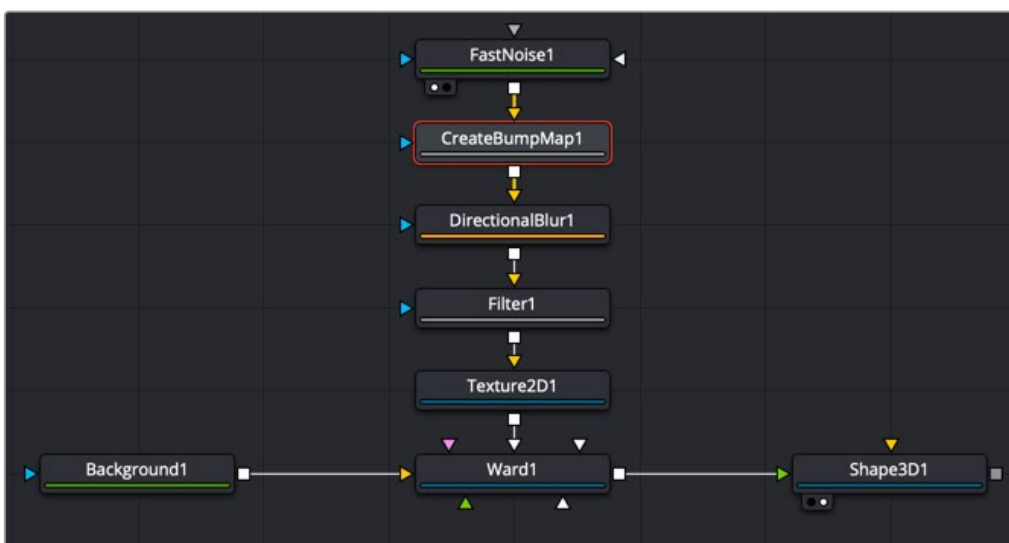 FastNoise1
CreateBumpMap1
DirectionalBlur1
Filter1
Texture2D1
Background1
Ward1
Shape3D1